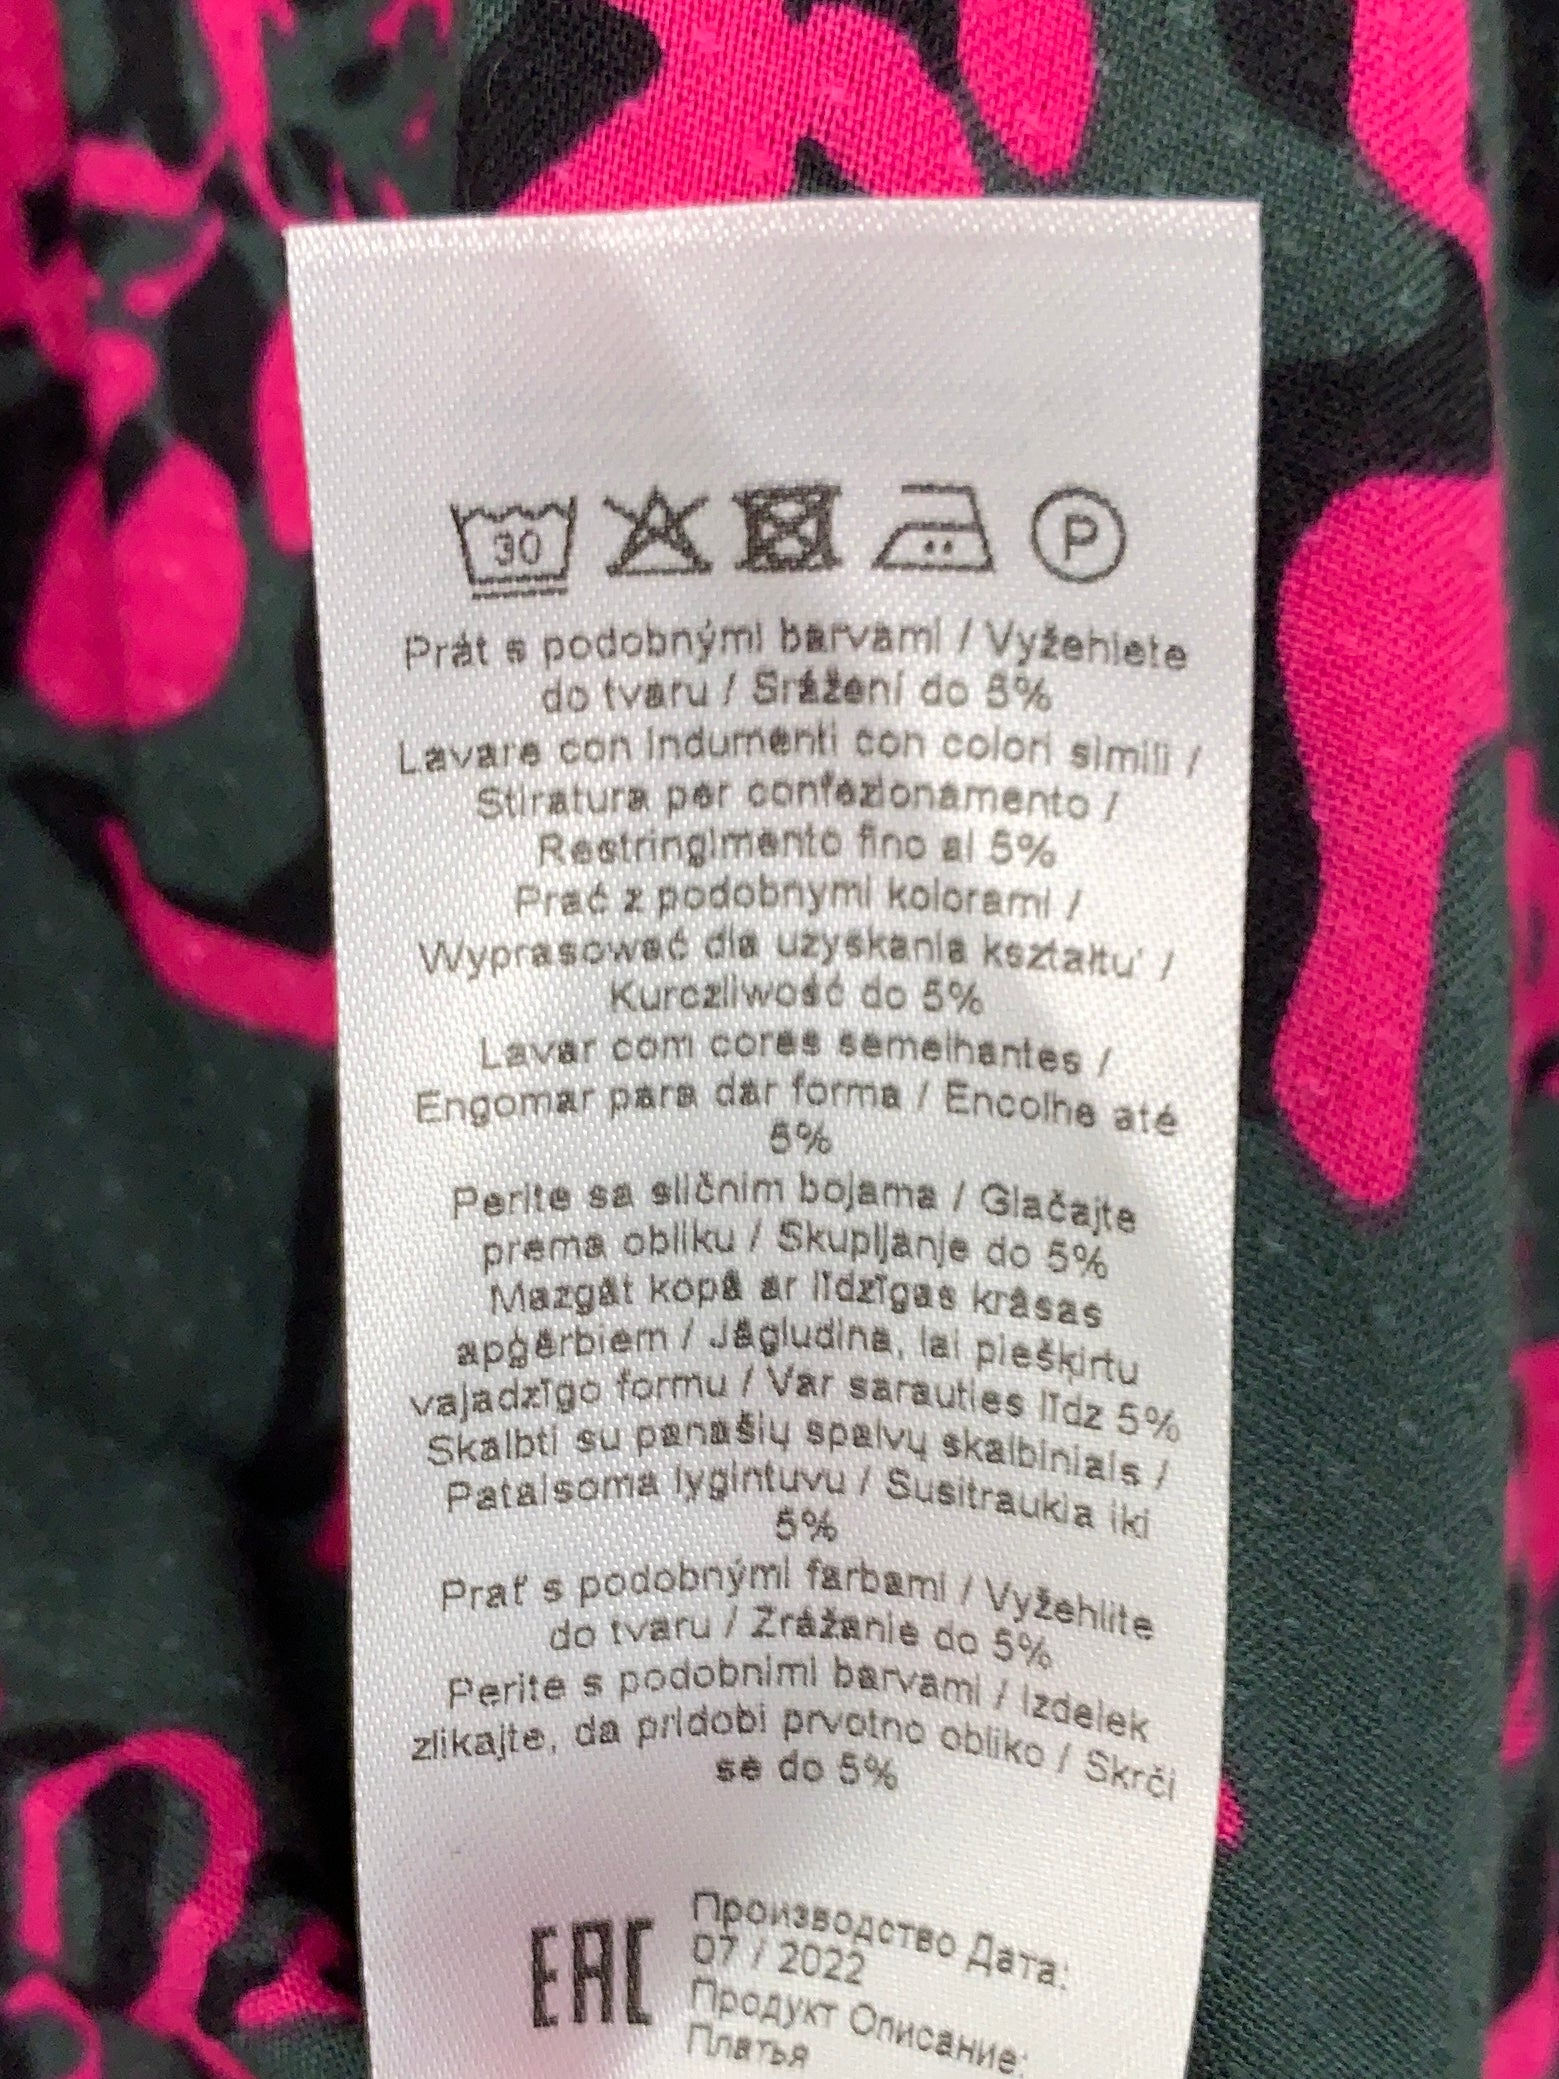 30 P
Prát s podobnými barvami / Vyžehlete
do tvaru / Srážení do 5%
Lavare con indumenti con colori simili /
Stiratura per confezionamento /
Restringimento fino al 5%
Prać z podobnymi kolorami /
Wyprasować dla uzyskania kształtu' /
Kurczliwość do 5%
Lavar com cores semelhantes /
Engomar para dar forma / Encolhe até
5%
Perite sa sličnim bojama / Glačajte
prema obliku / Skupljanje do 5%
Mazgāt kopā ar līdzīgas krāsas
apģērbiem / Jāgludina, lai piešķirtu
vajadzīgo formu / Var sarauties līdz 5%
Skalbti su panašių spalvų skalbiniais /
Pataisoma lygintuvu / Susitraukia iki
5%
Prať s podobnými farbami / Vyžehlite
do tvaru / Zrážanie do 5%
Perite s podobnimi barvami / Izdelek
zlikajte, da pridobi prvotno obliko / Skrči
se do 5%
EAC
Производство Дата:
07 / 2022
Продукт Описание:
Платья